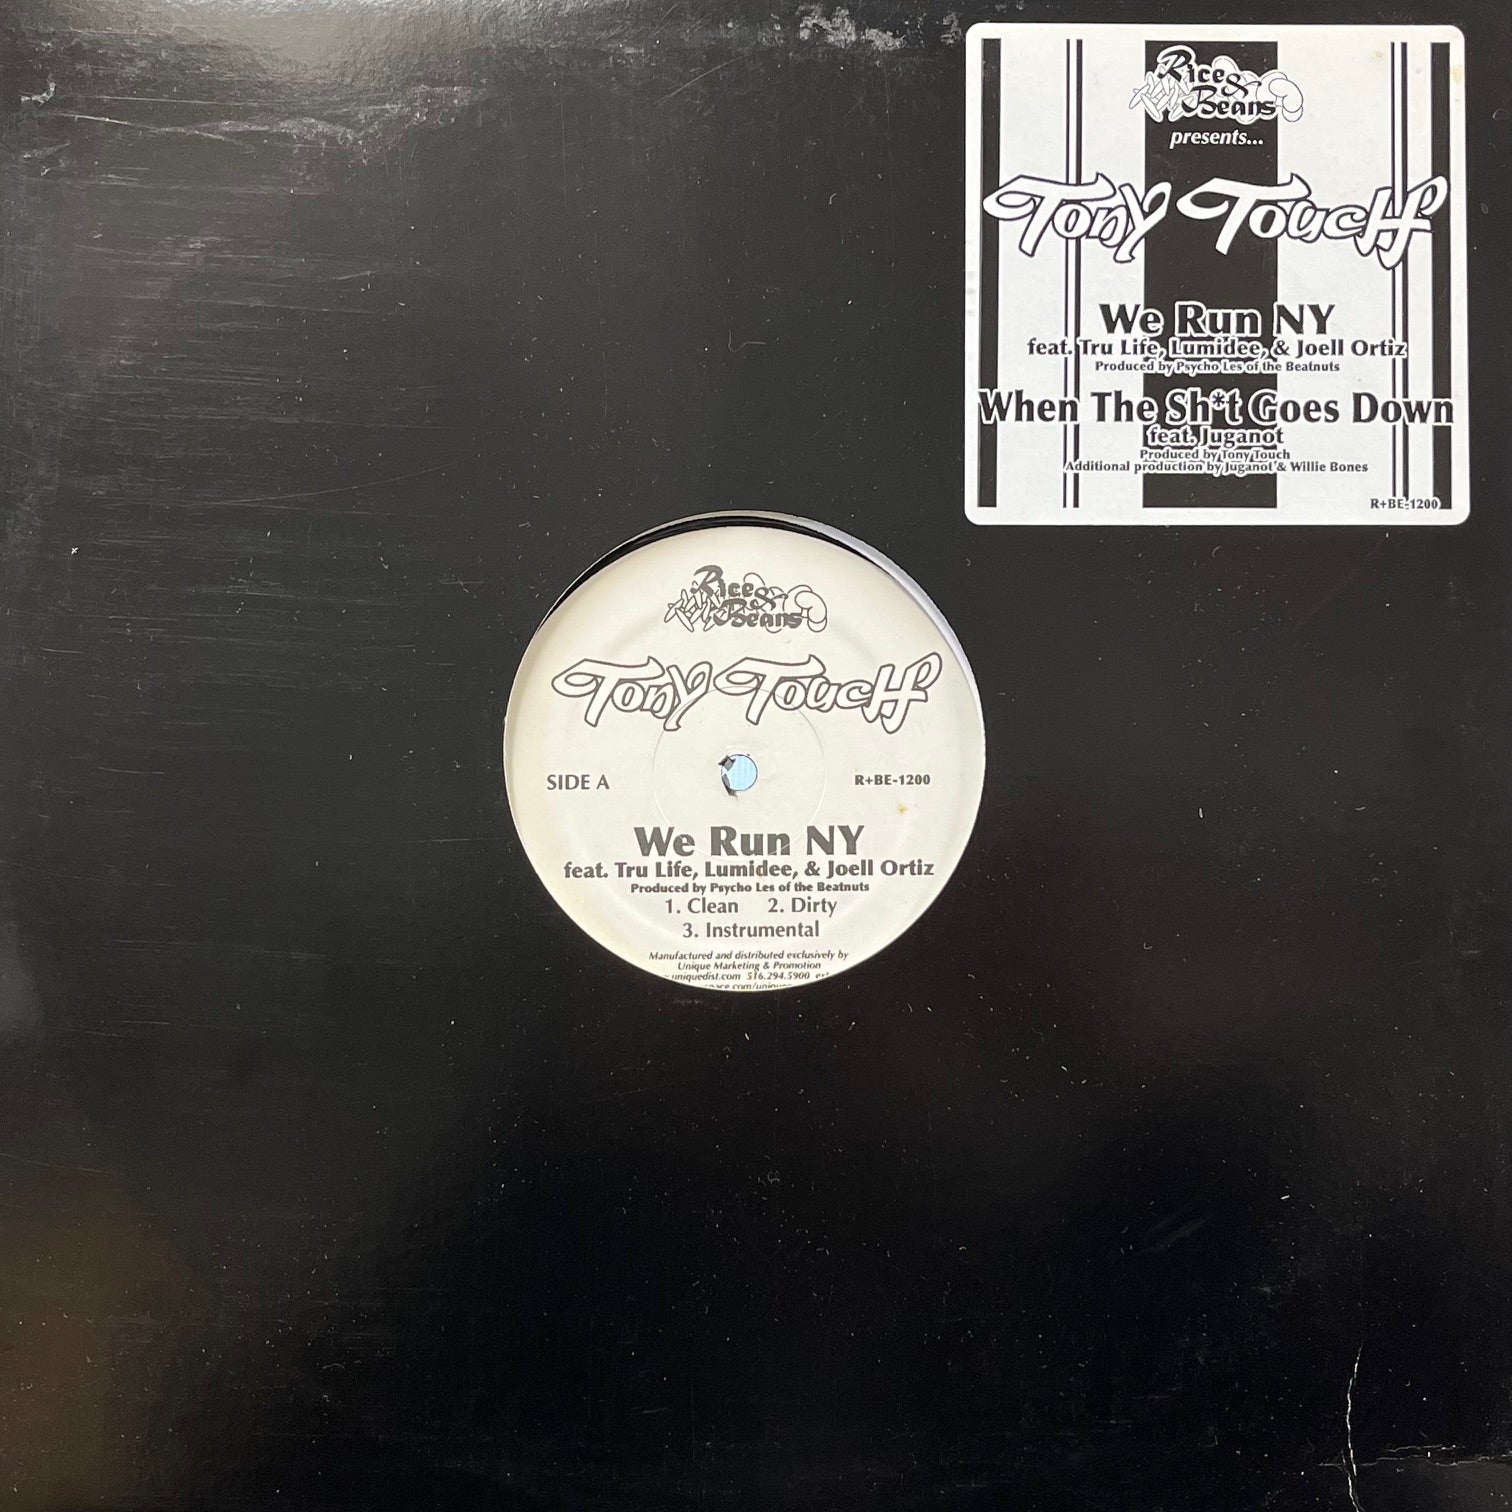 Rice &
Beans
presents...
Tony Touch
We Run NY
feat. Tru Life, Lumidee, & Joell Ortiz
Produced by Psycho Les of the Beatnuts
When The Sh*t Goes Down
feat. Juganot
Produced by Tony Touch
Additional production by Juganot & Willie Bones
R+BE-1200
Rice &
Beans
Tony Touch
SIDE A
R+BE-1200
We Run NY
feat. Tru Life, Lumidee, & Joell Ortiz
Produced by Psycho Les of the Beatnuts
1. Clean 2. Dirty
3. Instrumental
Manufactured and distributed exclusively by
Unique Marketing & Promotion
uniquedist.com 516.294.5900